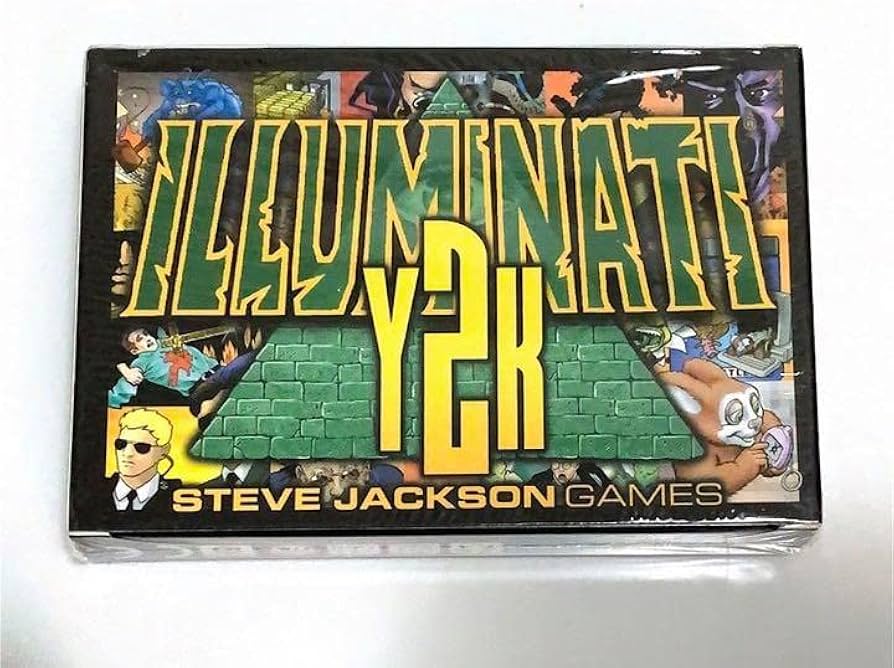 ILLUMINATI
Y2K
STEVE JACKSON GAMES